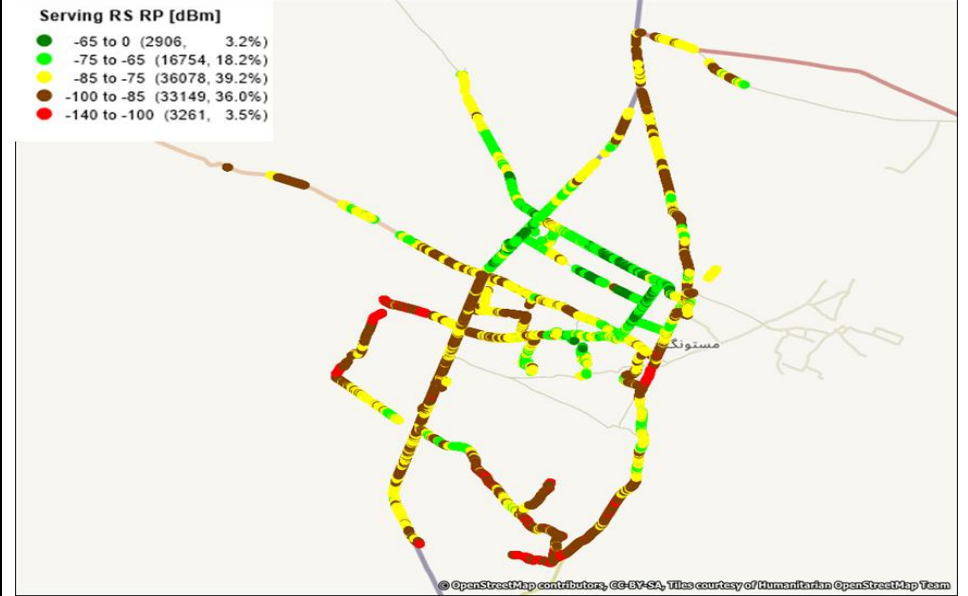 Serving RS RP [dBm]
-65 to 0 (2906, 3.2%)
-75 to -65 (16754, 18.2%)
-85 to -75 (36078, 39.2%)
-100 to -85 (33149, 36.0%)
-140 to -100 (3261, 3.5%)
مستونگ
© OpenStreetMap contributors, CC-BY-SA, Tiles courtesy of Humanitarian OpenStreetMap Team